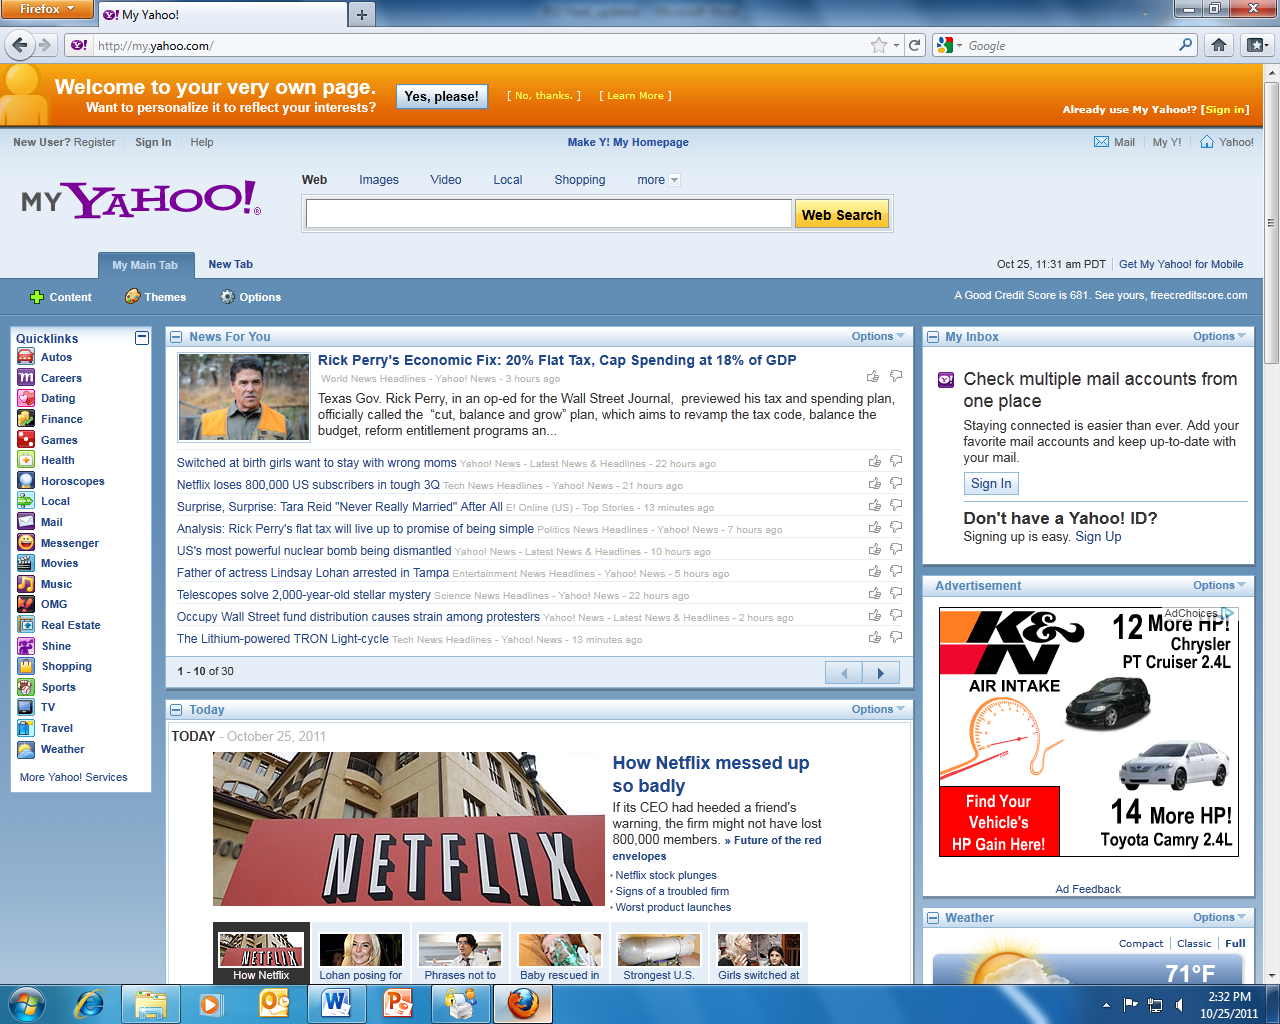 Firefox
My Yahoo!
http://my.yahoo.com/
Google
Welcome to your very own page.
Want to personalize it to reflect your interests?
Yes, please!
[ No, thanks. ]
[ Learn More ]
Already use My Yahoo!? [Sign in]
New User? Register
Sign In
Help
Make Y! My Homepage
Mail
My Y!
Yahoo!
MY YAHOO!®
Web
Images
Video
Local
Shopping
more
Web Search
My Main Tab
New Tab
Oct 25, 11:31 am PDT
Get My Yahoo! for Mobile
Content
Themes
Options
A Good Credit Score is 681. See yours, freecreditscore.com
Quicklinks
Autos
Careers
Dating
Finance
Games
Health
Horoscopes
Local
Mail
Messenger
Movies
Music
OMG
Real Estate
Shine
Shopping
Sports
TV
Travel
Weather
More Yahoo! Services
News For You
Options
Rick Perry's Economic Fix: 20% Flat Tax, Cap Spending at 18% of GDP
World News Headlines - Yahoo! News - 3 hours ago
Texas Gov. Rick Perry, in an op-ed for the Wall Street Journal, previewed his tax and spending plan,
officially called the “cut, balance and grow” plan, which aims to revamp the tax code, balance the
budget, reform entitlement programs an...
Switched at birth girls want to stay with wrong moms Yahoo! News - Latest News & Headlines - 22 hours ago
Netflix loses 800,000 US subscribers in tough 3Q Tech News Headlines - Yahoo! News - 21 hours ago
Surprise, Surprise: Tara Reid "Never Really Married" After All E! Online (US) - Top Stories - 13 minutes ago
Analysis: Rick Perry's flat tax will live up to promise of being simple Politics News Headlines - Yahoo! News - 7 hours ago
US's most powerful nuclear bomb being dismantled Yahoo! News - Latest News & Headlines - 10 hours ago
Father of actress Lindsay Lohan arrested in Tampa Entertainment News Headlines - Yahoo! News - 5 hours ago
Telescopes solve 2,000-year-old stellar mystery Science News Headlines - Yahoo! News - 22 hours ago
Occupy Wall Street fund distribution causes strain among protesters Yahoo! News - Latest News & Headlines - 2 hours ago
The Lithium-powered TRON Light-cycle Tech News Headlines - Yahoo! News - 13 minutes ago
1 - 10 of 30
Today
Options
TODAY - October 25, 2011
NETFLIX
100
How Netflix messed up
so badly
If its CEO had heeded a friend's
warning, the firm might not have lost
800,000 members. » Future of the red
envelopes
• Netflix stock plunges
• Signs of a troubled firm
• Worst product launches
NETFLIX
How Netflix
Lohan posing for
Phrases not to
Baby rescued in
Strongest U.S.
Girls switched at
My Inbox
Options
Check multiple mail accounts from
one place
Staying connected is easier than ever. Add your
favorite mail accounts and keep up-to-date with
your mail.
Sign In
Don't have a Yahoo! ID?
Signing up is easy. Sign Up
Advertisement
Options
AdChoices
K&N
AIR INTAKE
12 More HP!
Chrysler
PT Cruiser 2.4L
Find Your
Vehicle's
HP Gain Here!
14 More HP!
Toyota Camry 2.4L
Ad Feedback
Weather
Options
Compact
Classic
Full
71°F
2:32 PM
10/25/2011